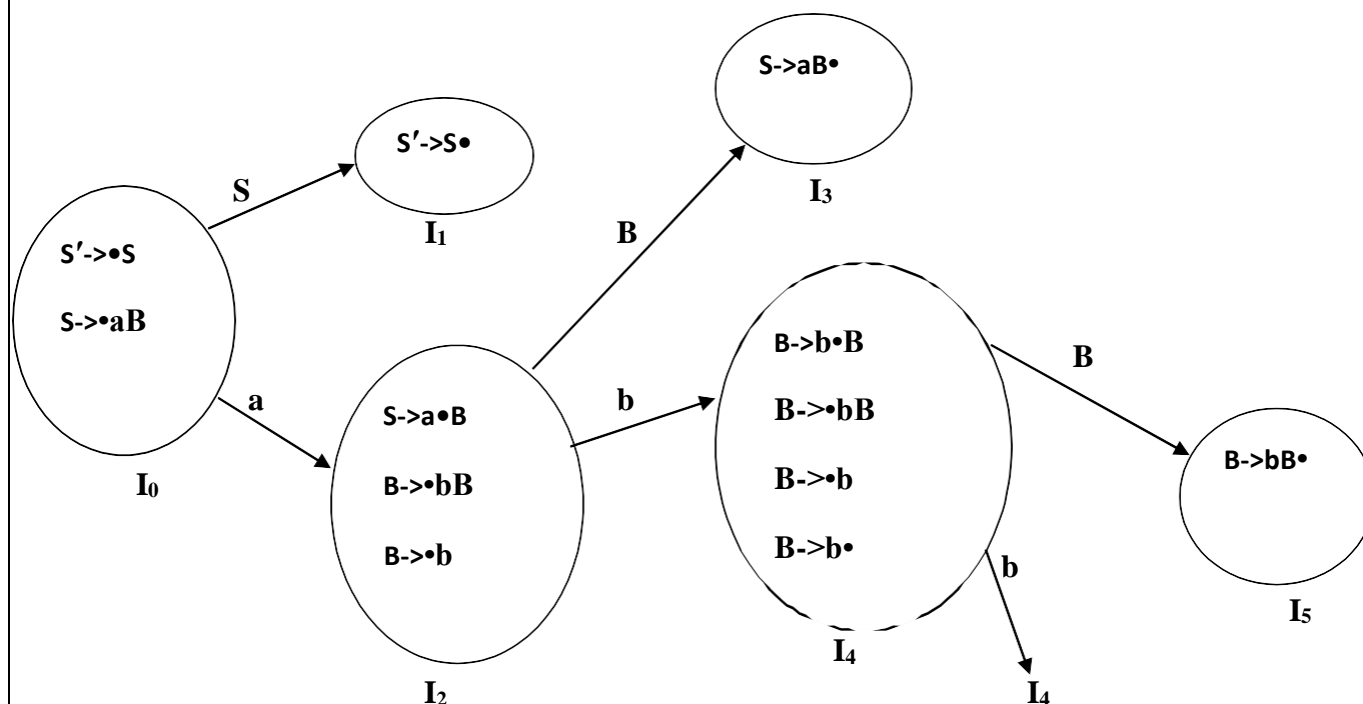 S->aB•
I₃
S′->S•
I₁
S
B
S′->•S
S->•aB
I₀
a
S->a•B
B->•bB
B->•b
I₂
b
B->b•B
B->•bB
B->•b
B->b•
I₄
B
B->bB•
I₅
b
I₄